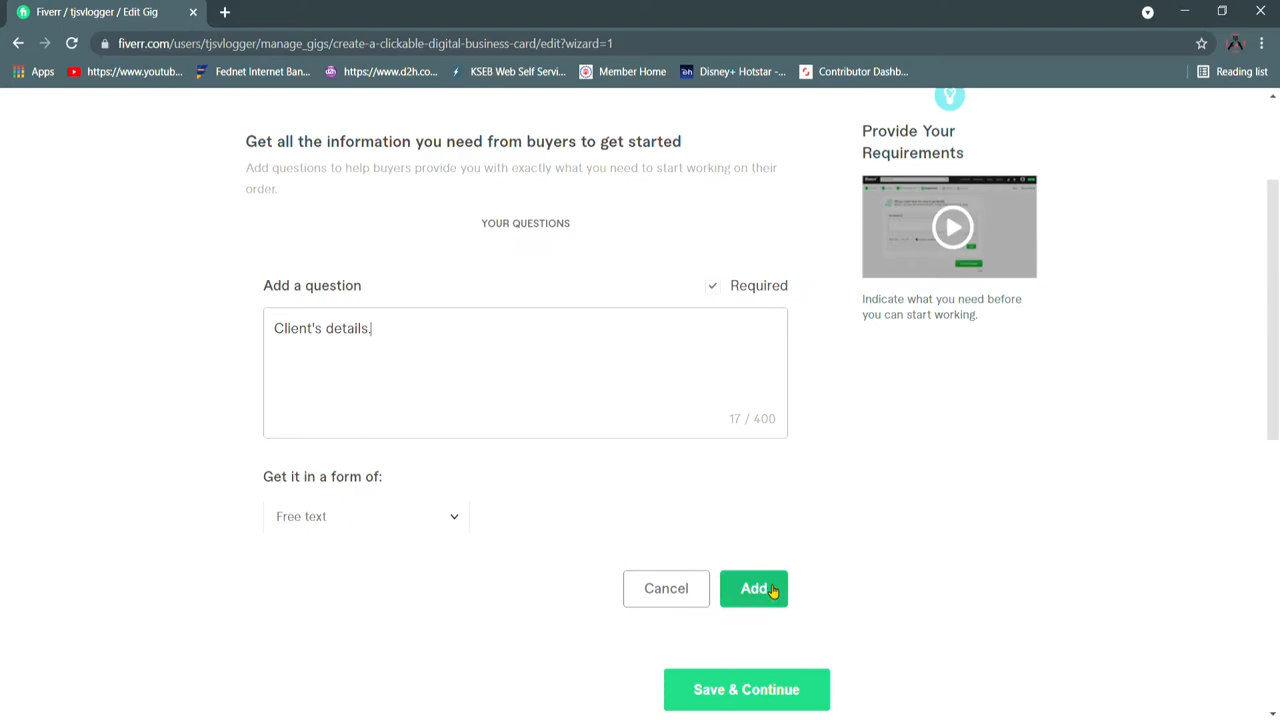 Fiverr / tjsvlogger / Edit Gig
fiverr.com/users/tjsvlogger/manage_gigs/create-a-clickable-digital-business-card/edit?wizard=1
Apps https://www.youtub... Fednet Internet Ban... https://www.d2h.co... KSEB Web Self Servi... Member Home Disney+ Hotstar -... Contributor Dashb... Reading list
Get all the information you need from buyers to get started
Add questions to help buyers provide you with exactly what you need to start working on their
order.
YOUR QUESTIONS
Add a question
Required
Client's details.
17 / 400
Get it in a form of:
Free text
Cancel
Add
Save & Continue
Provide Your
Requirements
Indicate what you need before
you can start working.